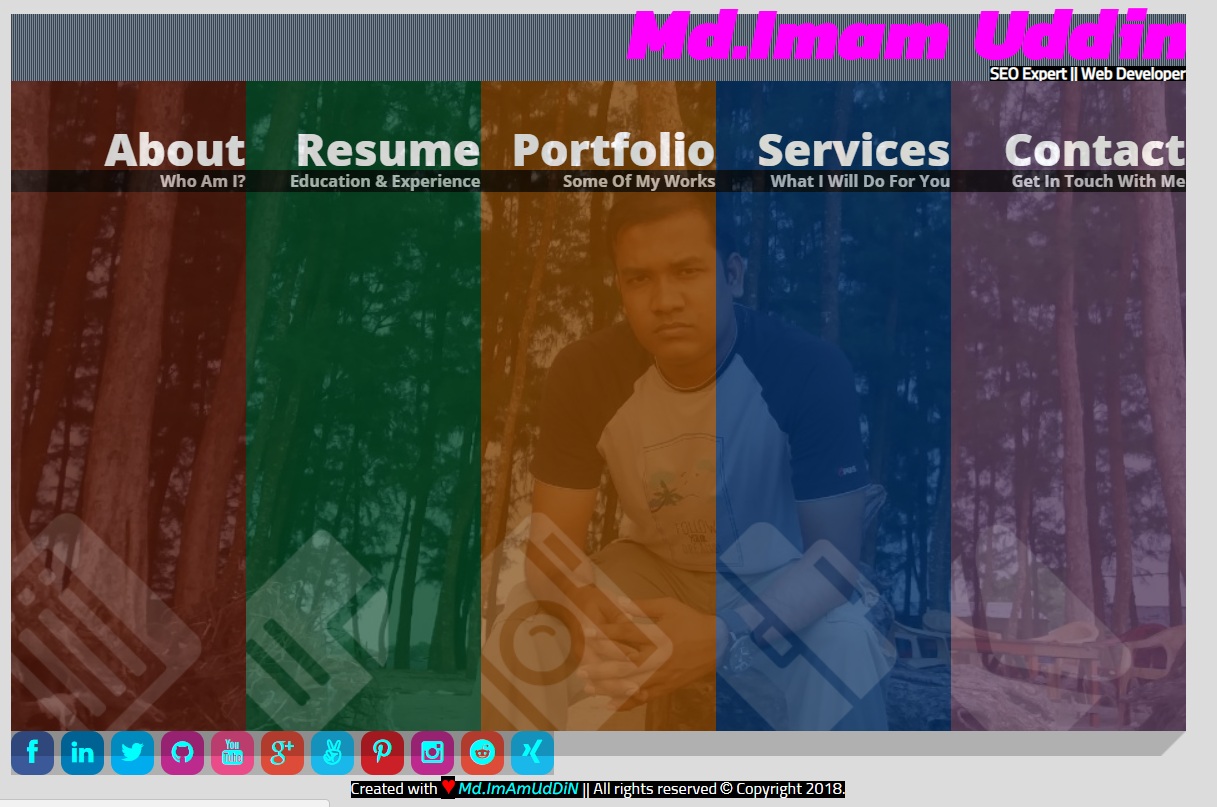 Md.Imam Uddin
SEO Expert || Web Developer
About
Who Am I?
Resume
Education & Experience
Portfolio
Some Of My Works
Services
What I Will Do For You
Contact
Get In Touch With Me
You
Tube
g+
Created with ♥ Md.ImAmUdDiN || All rights reserved © Copyright 2018.